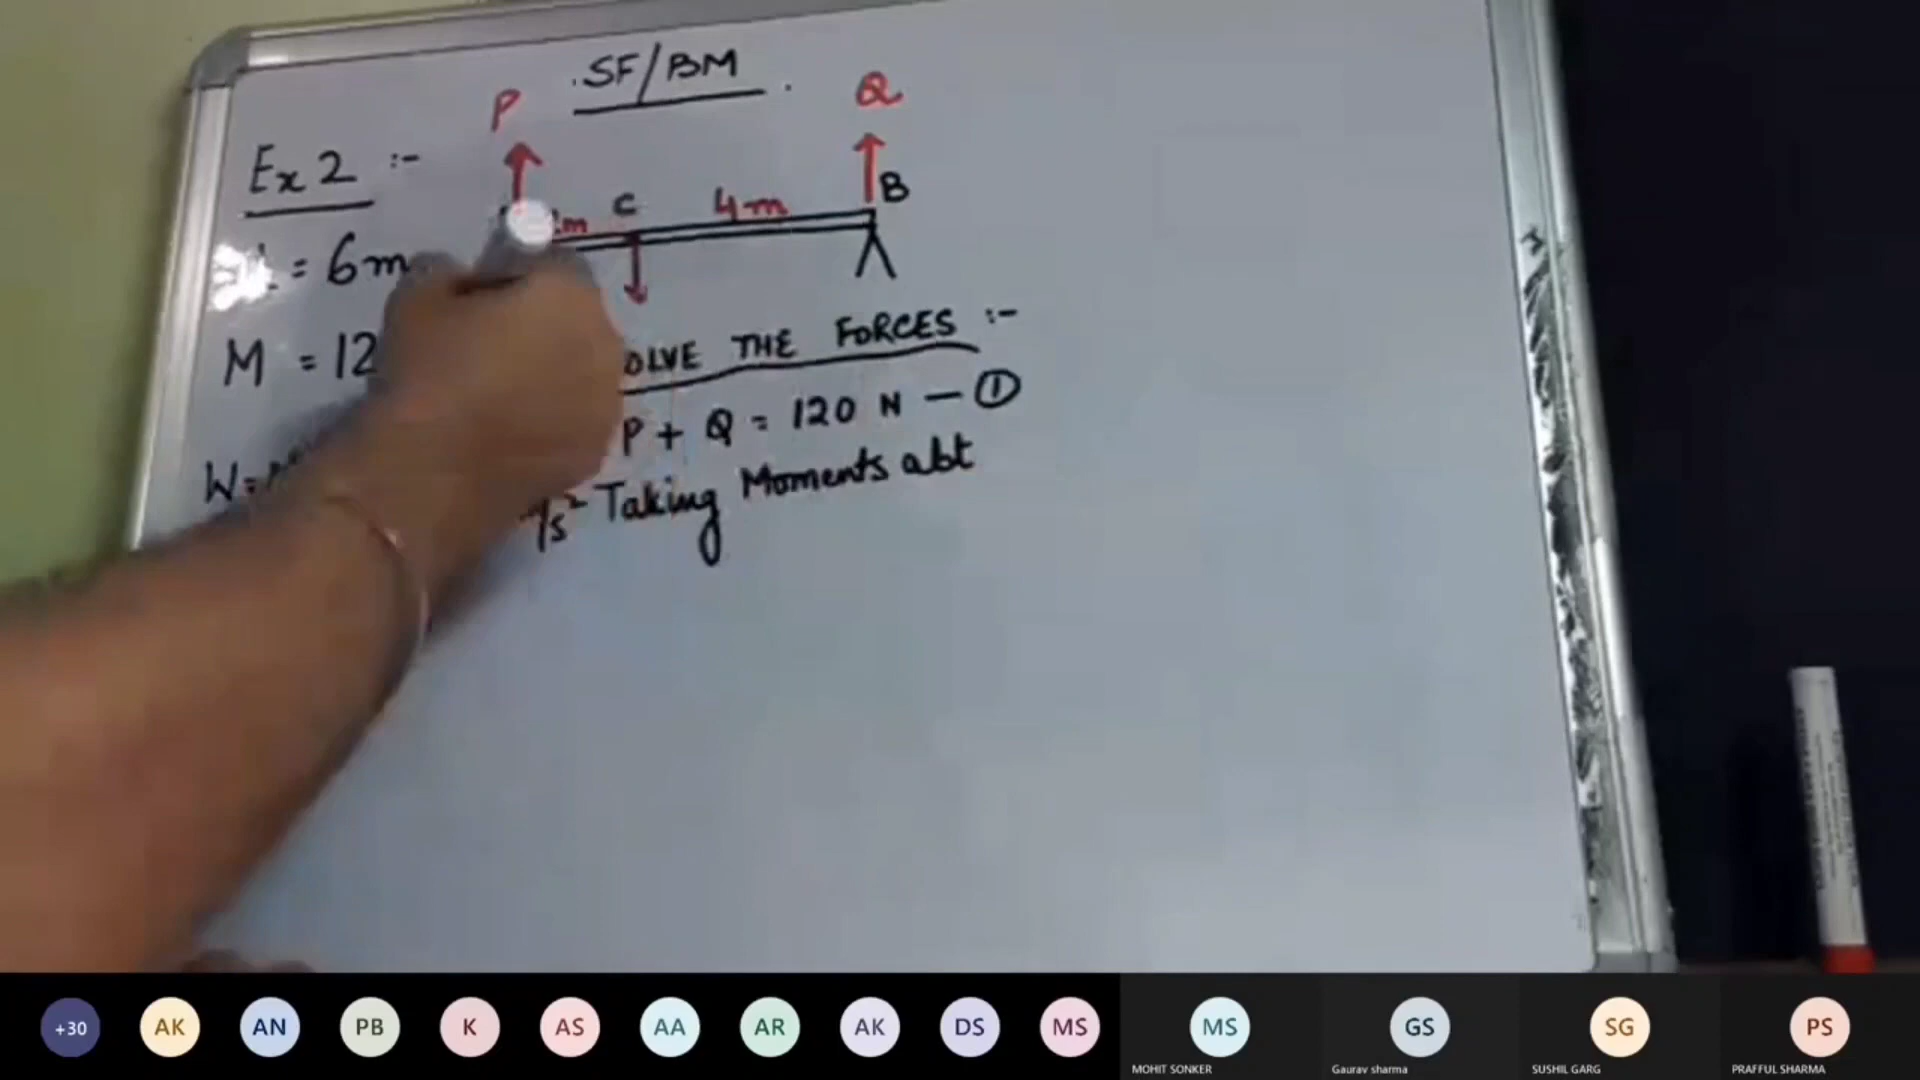 SF/BM
P
Q
Ex 2 :-
B
C
4m
= 6m
M = 12
OLVE THE FORCES :-
P + Q = 120 N — ①
W =
/s² Taking Moments abt
+30
AK
AN
PB
K
AS
AA
AR
AK
DS
MS
MS
GS
SG
PS
MOHIT SONKER
Gaurav sharma
SUSHIL GARG
PRAFFUL SHARMA